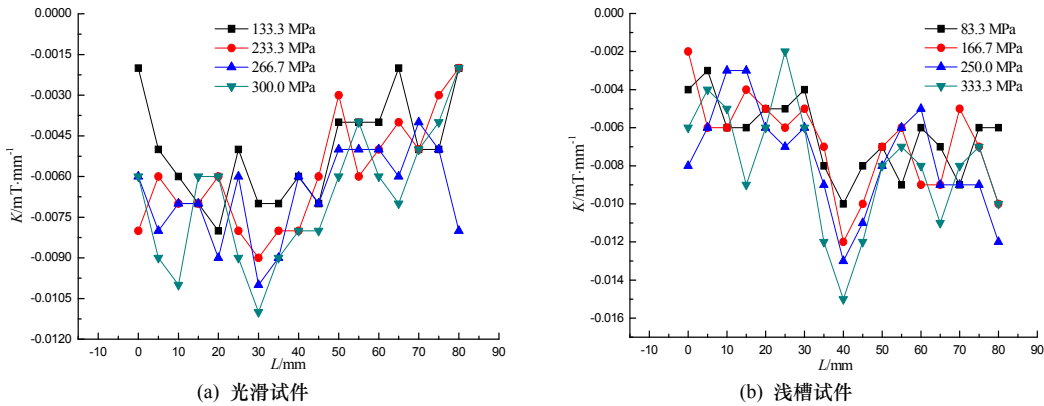 133.3 MPa
233.3 MPa
266.7 MPa
300.0 MPa
0.0000
-0.0015
-0.0030
-0.0045
-0.0060
-0.0075
-0.0090
-0.0105
-0.0120
K/mT·mm⁻¹
-10 0 10 20 30 40 50 60 70 80 90
L/mm
(a) 光滑试件
83.3 MPa
166.7 MPa
250.0 MPa
333.3 MPa
0.000
-0.002
-0.004
-0.006
-0.008
-0.010
-0.012
-0.014
-0.016
K/mT·mm⁻¹
-10 0 10 20 30 40 50 60 70 80 90
L/mm
(b) 浅槽试件